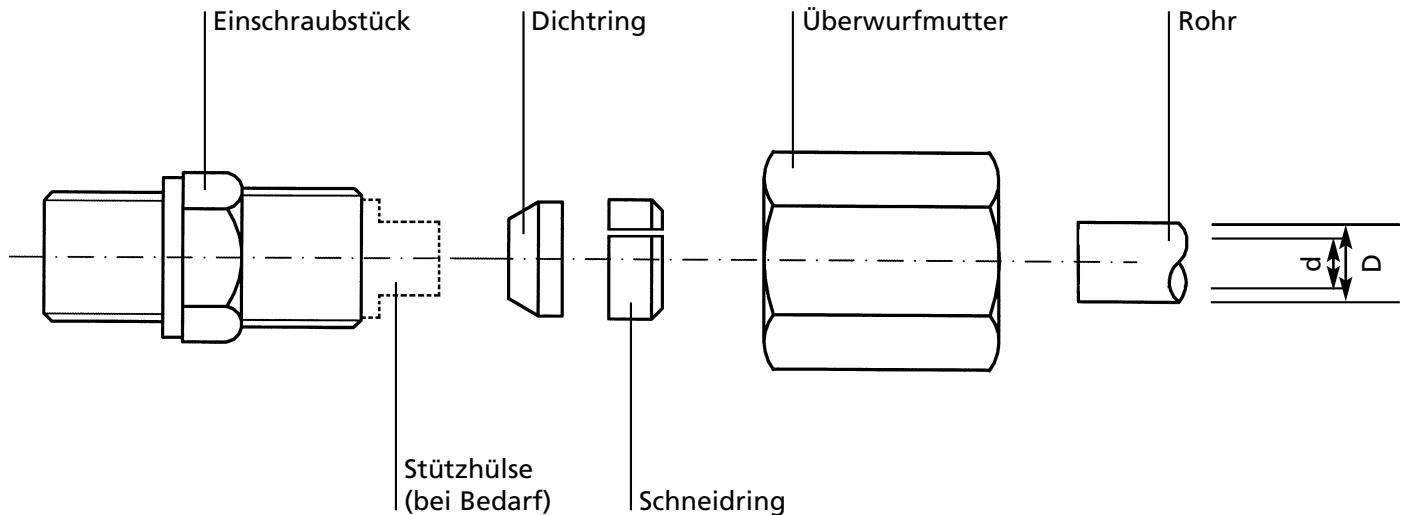 Einschraubstück
Dichtring
Überwurfmutter
Rohr
d
D
Stützhülse
(bei Bedarf)
Schneidring